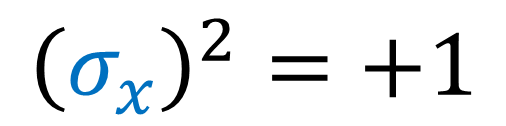 (σₓ)² = +1